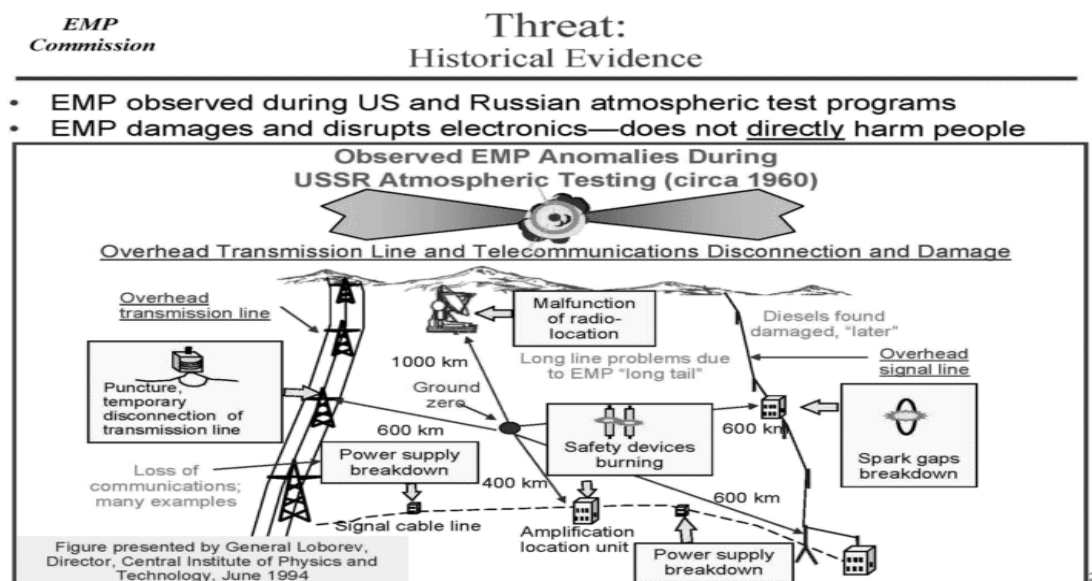 EMP
Commission
Threat:
Historical Evidence
• EMP observed during US and Russian atmospheric test programs
• EMP damages and disrupts electronics—does not directly harm people
Observed EMP Anomalies During
USSR Atmospheric Testing (circa 1960)
Overhead Transmission Line and Telecommunications Disconnection and Damage
Overhead
transmission line
Malfunction
of radio-
location
Diesels found
damaged, "later"
1000 km
Long line problems due
to EMP "long tail"
Overhead
signal line
Puncture,
temporary
disconnection of
transmission line
Ground
zero
600 km
Safety devices
burning
600 km
Spark gaps
breakdown
Loss of
communications;
many examples
Power supply
breakdown
400 km
600 km
Signal cable line
Amplification
location unit
Power supply
breakdown
Figure presented by General Loborev,
Director, Central Institute of Physics and
Technology, June 1994